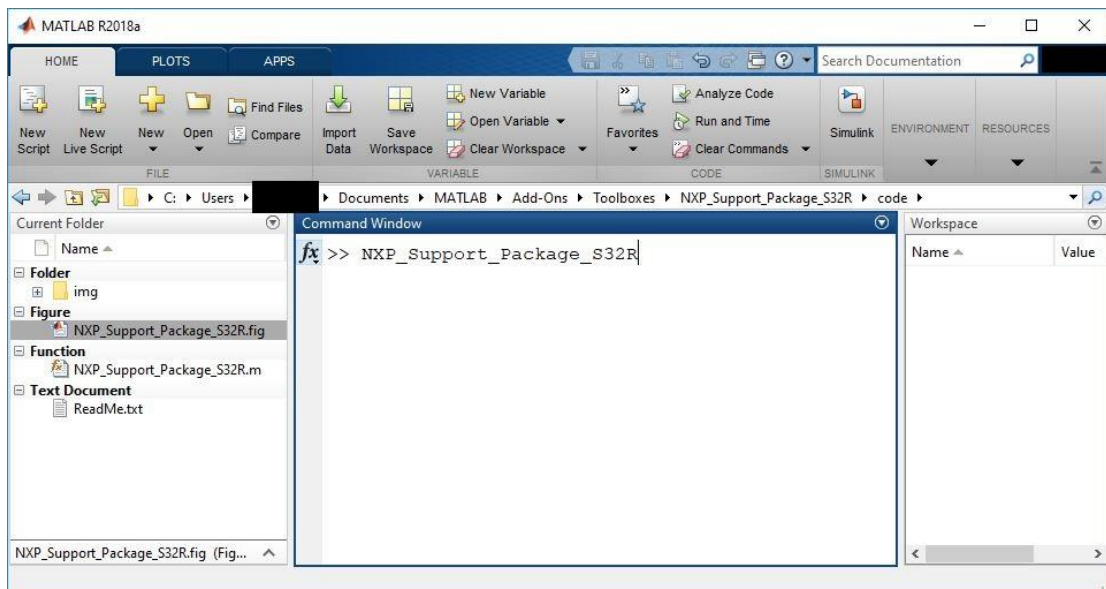 MATLAB R2018a
HOME PLOTS APPS Search Documentation
New Script New Live Script New Open Find Files Compare Import Data Save Workspace New Variable Open Variable Clear Workspace Favorites Analyze Code Run and Time Clear Commands Simulink ENVIRONMENT RESOURCES
FILE VARIABLE CODE SIMULINK
C: Users Documents MATLAB Add-Ons Toolboxes NXP_Support_Package_S32R code
Current Folder Command Window Workspace
Name
Name Value
fx >> NXP_Support_Package_S32R
Folder
img
Figure
NXP_Support_Package_S32R.fig
Function
NXP_Support_Package_S32R.m
Text Document
ReadMe.txt
NXP_Support_Package_S32R.fig (Fig...